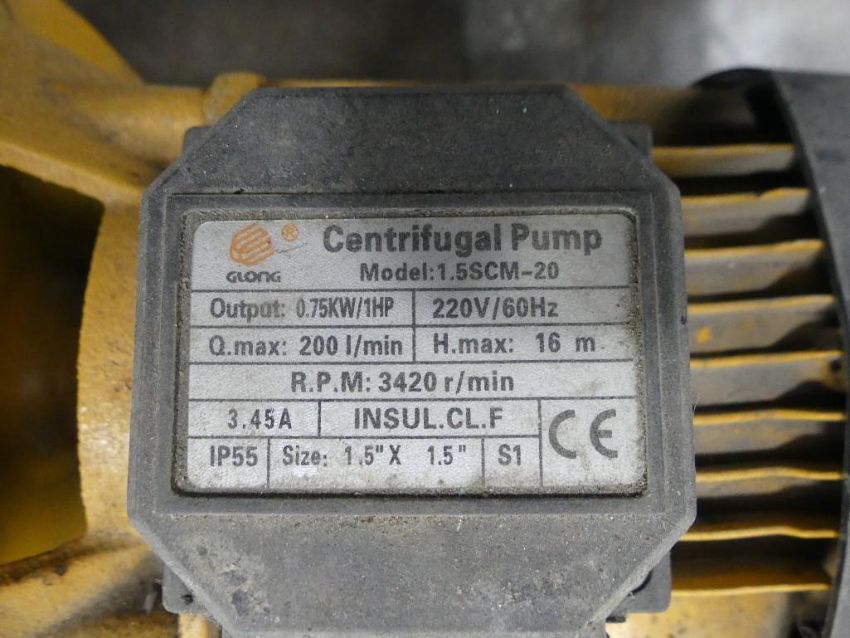 GLONG ® Centrifugal Pump
Model:1.5SCM-20
Output: 0.75KW/1HP 220V/60Hz
Q.max: 200 l/min H.max: 16 m
R.P.M: 3420 r/min
3.45A INSUL.CL.F CE
IP55 Size: 1.5" X 1.5" S1